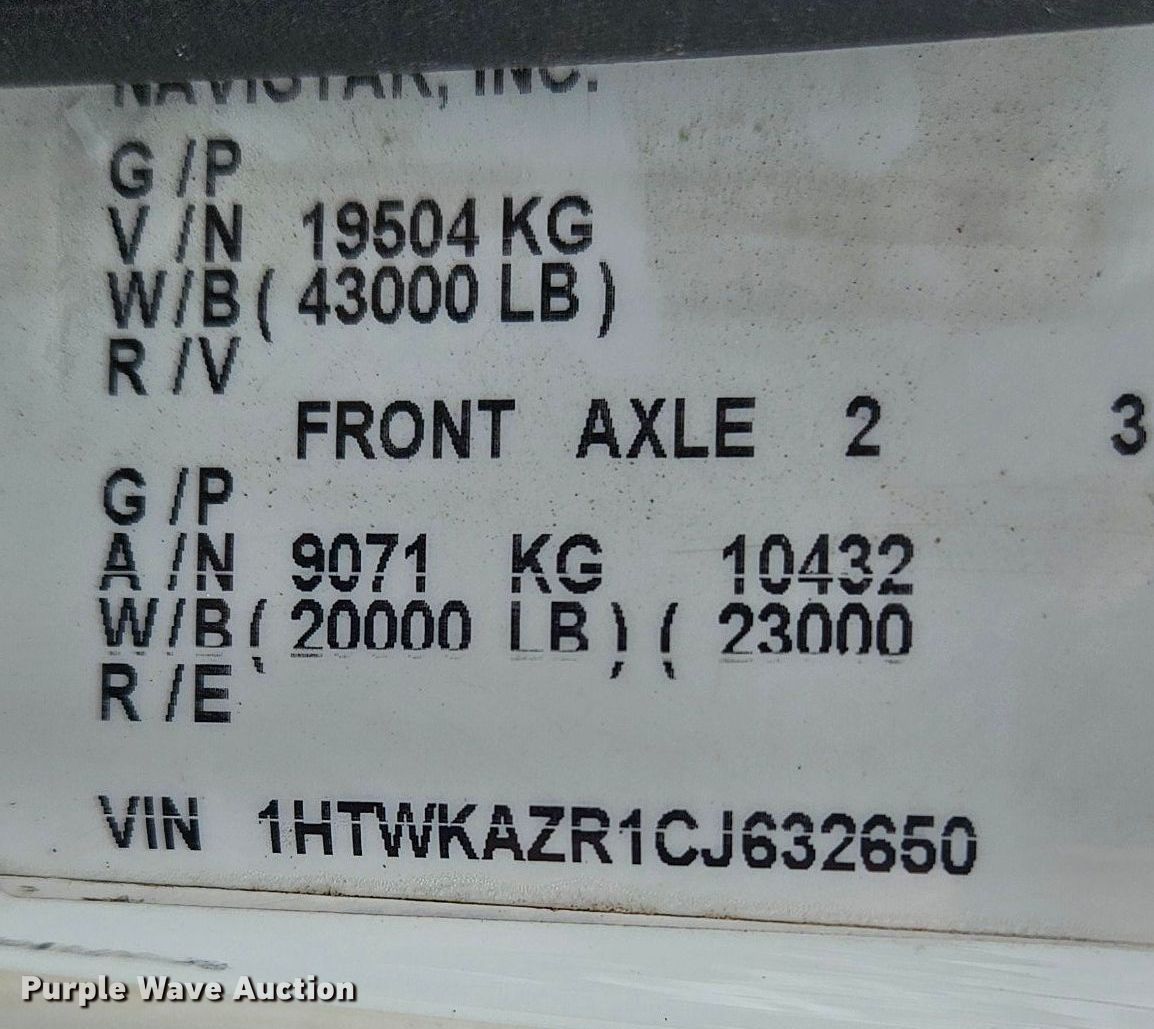 NAVISTAR, INC.
G /P
V /N 19504 KG
W/B ( 43000 LB )
R /V
FRONT AXLE 2 3
G /P
A /N 9071 KG 10432
W/B ( 20000 LB ) ( 23000
R /E
VIN 1HTWKAZR1CJ632650
Purple Wave Auction